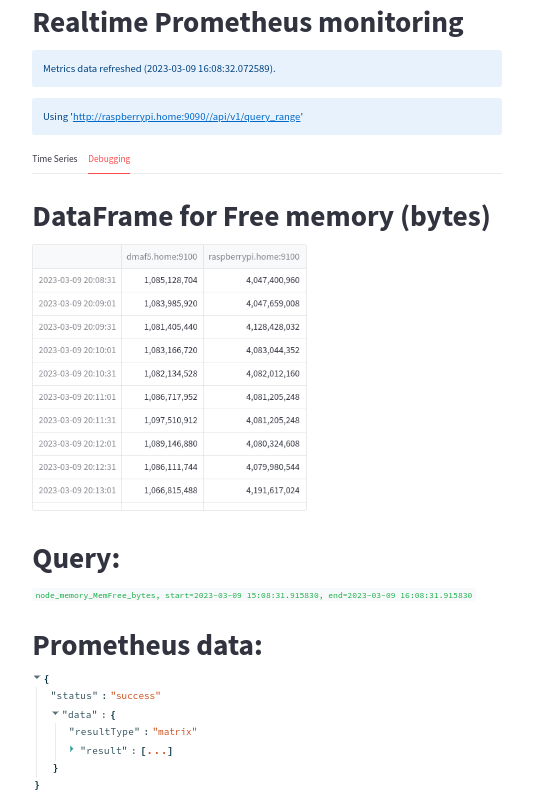 Realtime Prometheus monitoring
Metrics data refreshed (2023-03-09 16:08:32.072589).
Using 'http://raspberrypi.home:9090//api/v1/query_range'
Time Series Debugging
DataFrame for Free memory (bytes)
dmaf5.home:9100 raspberrypi.home:9100
2023-03-09 20:08:31 1,085,128,704 4,047,400,960
2023-03-09 20:09:01 1,083,985,920 4,047,659,008
2023-03-09 20:09:31 1,081,405,440 4,128,428,032
2023-03-09 20:10:01 1,083,166,720 4,083,044,352
2023-03-09 20:10:31 1,082,134,528 4,082,012,160
2023-03-09 20:11:01 1,086,717,952 4,081,205,248
2023-03-09 20:11:31 1,097,510,912 4,081,205,248
2023-03-09 20:12:01 1,089,146,880 4,080,324,608
2023-03-09 20:12:31 1,086,111,744 4,079,980,544
2023-03-09 20:13:01 1,066,815,488 4,191,617,024
Query:
node_memory_MemFree_bytes, start=2023-03-09 15:08:31.915830, end=2023-03-09 16:08:31.915830
Prometheus data:
{
"status" : "success"
"data" : {
"resultType" : "matrix"
"result" : [...]
}
}